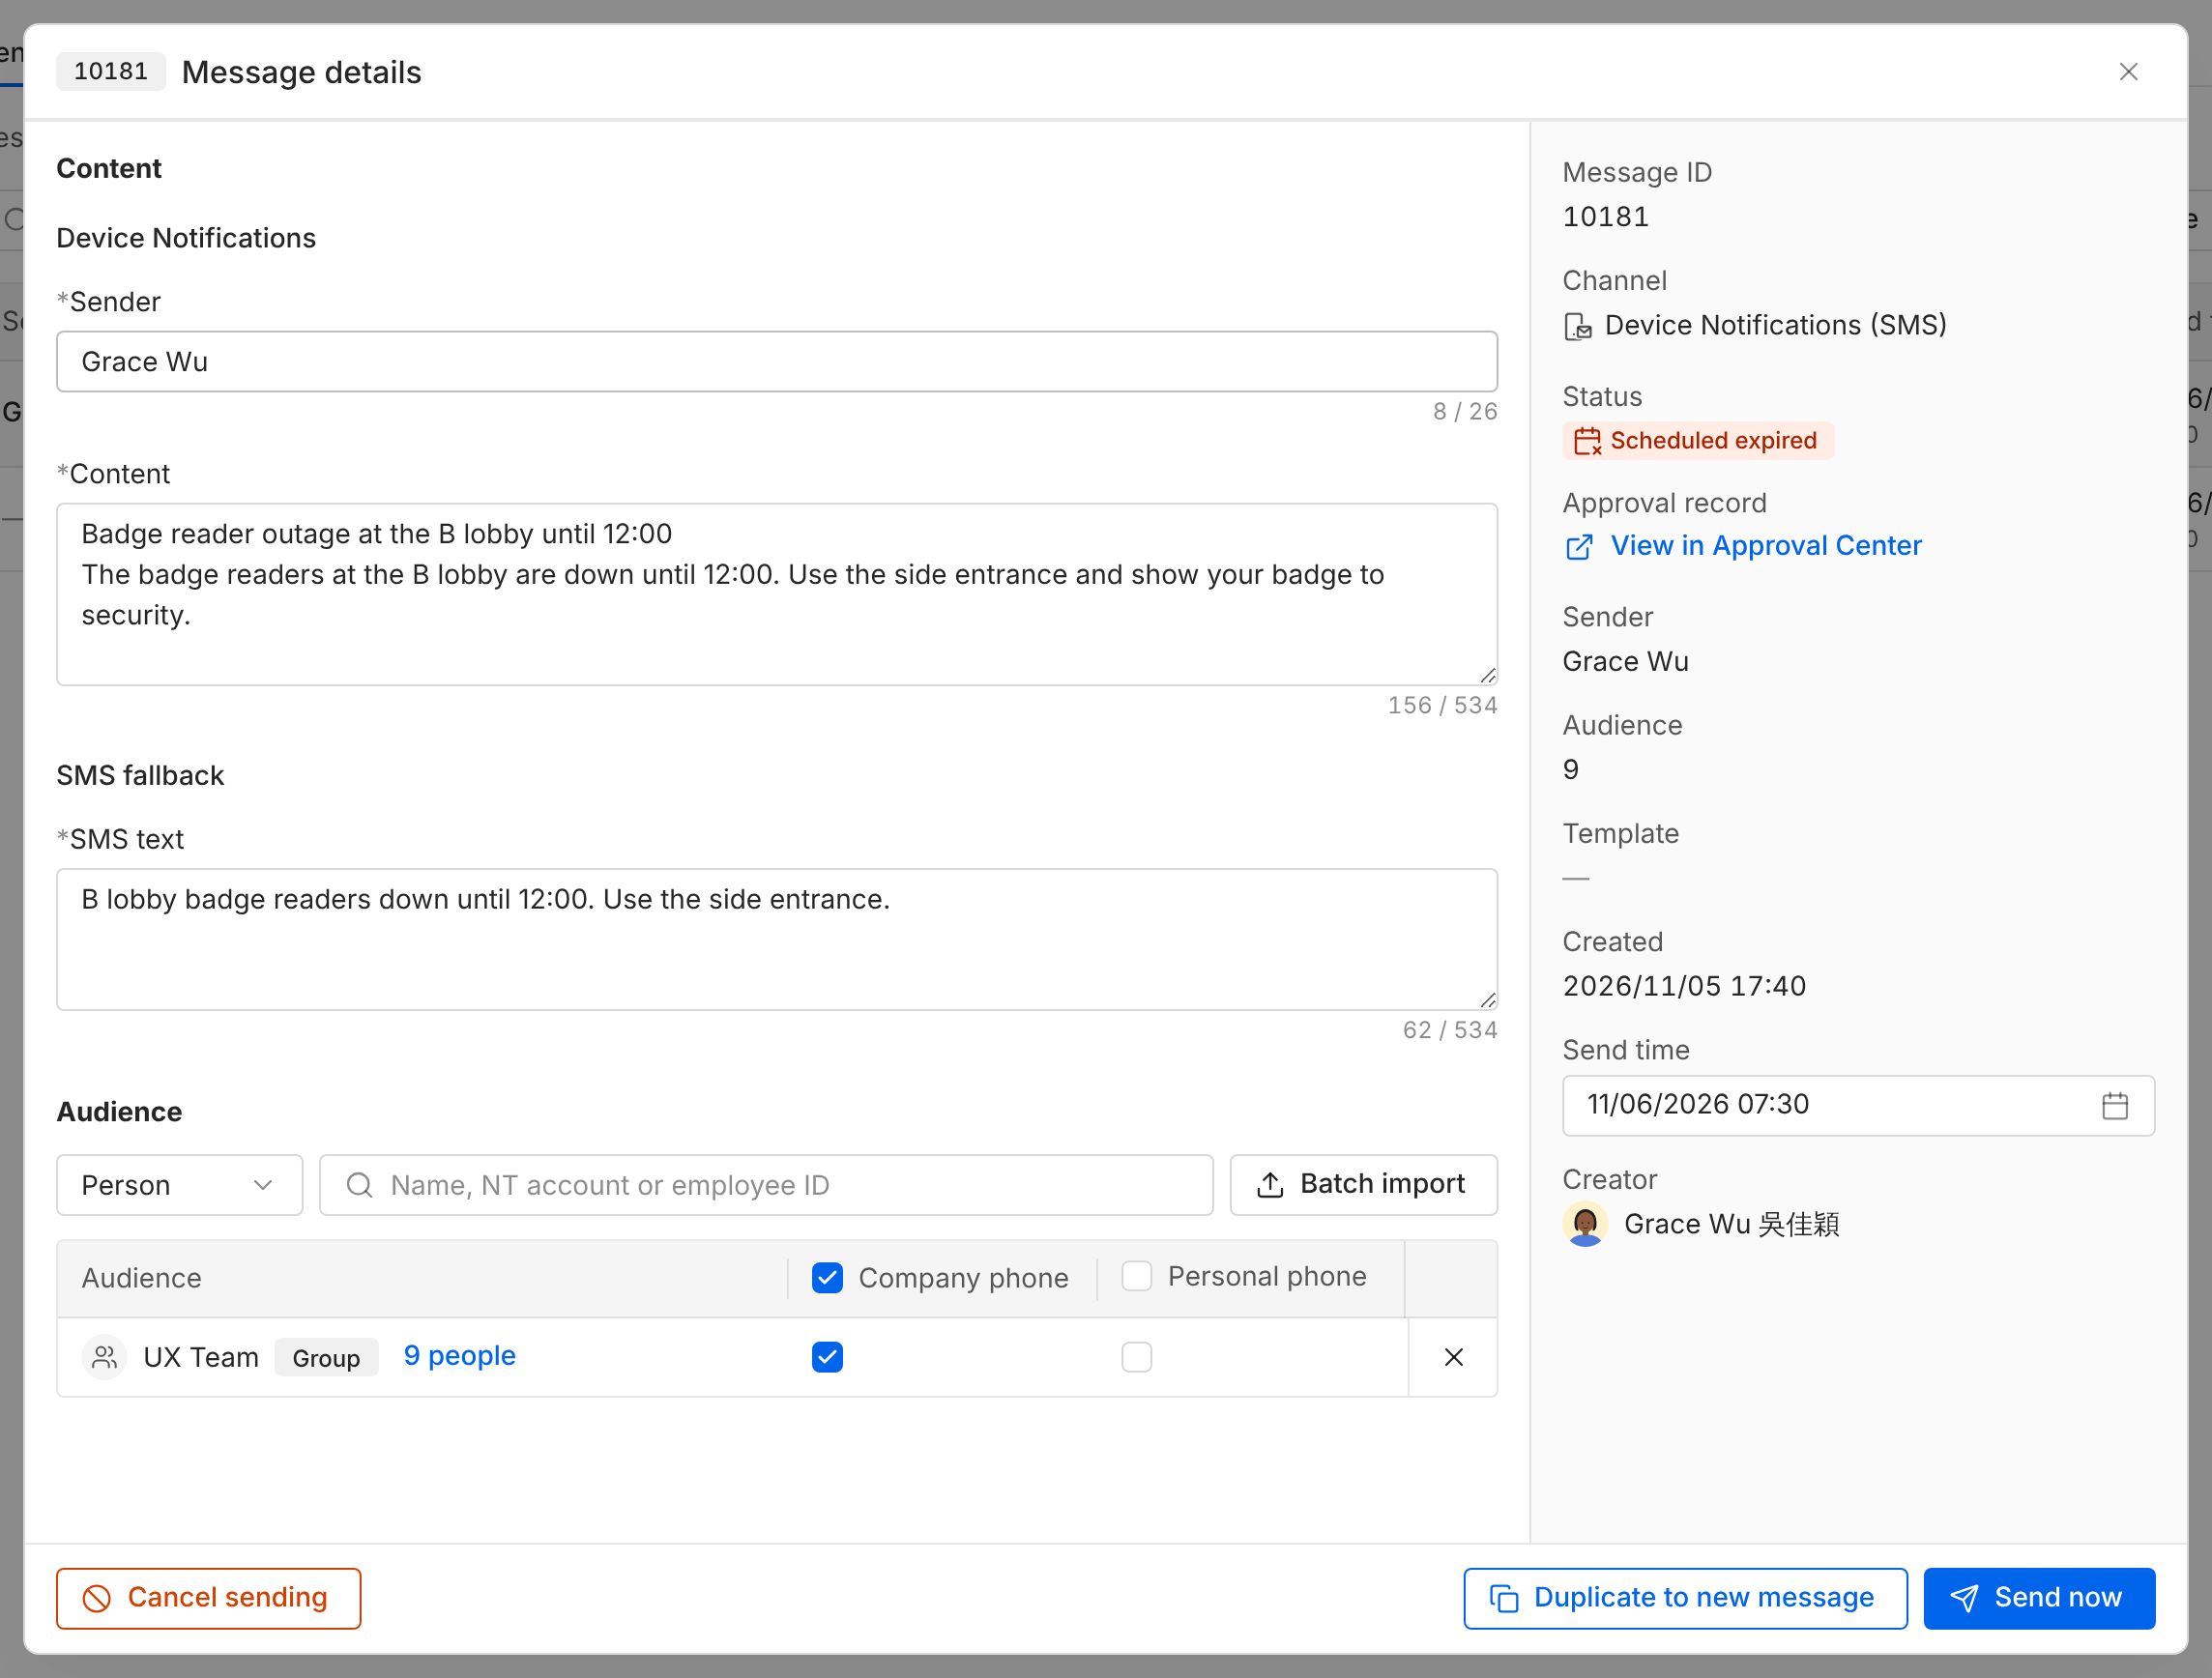 10181 Message details
Content
Device Notifications
*Sender
Grace Wu
8 / 26
*Content
Badge reader outage at the B lobby until 12:00
The badge readers at the B lobby are down until 12:00. Use the side entrance and show your badge to
security.
156 / 534
SMS fallback
*SMS text
B lobby badge readers down until 12:00. Use the side entrance.
62 / 534
Audience
Person
Name, NT account or employee ID
Batch import
Audience Company phone Personal phone
UX Team Group 9 people
Message ID
10181
Channel
Device Notifications (SMS)
Status
Scheduled expired
Approval record
View in Approval Center
Sender
Grace Wu
Audience
9
Template
—
Created
2026/11/05 17:40
Send time
11/06/2026 07:30
Creator
Grace Wu 吳佳穎
Cancel sending
Duplicate to new message
Send now